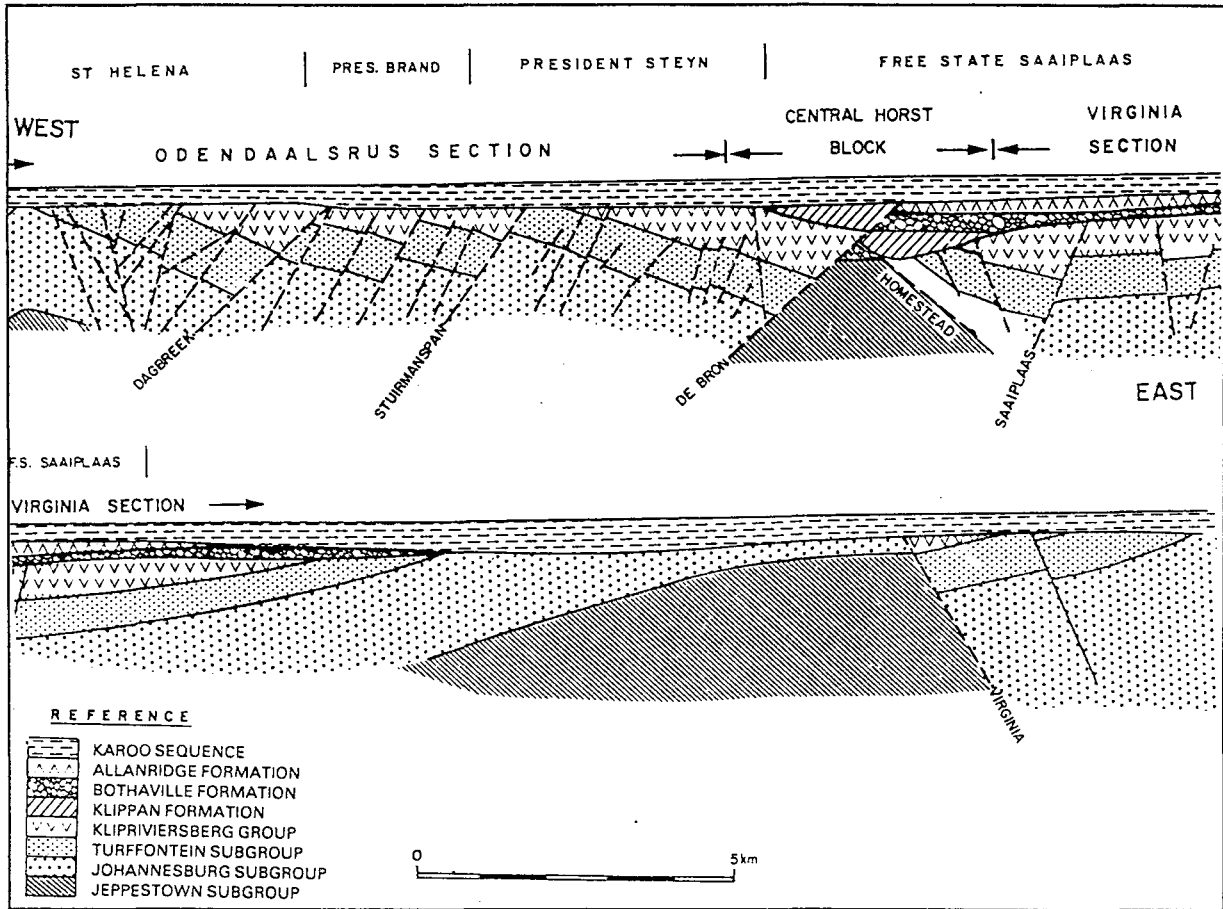 ST HELENA
PRES. BRAND
PRESIDENT STEYN
FREE STATE SAAIPLAAS
WEST
ODENDAALSRUS SECTION
CENTRAL HORST
BLOCK
VIRGINIA
SECTION
DAGBREEK
STUIRMANSPAN
DE BRON
HOMESTEAD
SAAIPLAAS
EAST
F.S. SAAIPLAAS
VIRGINIA SECTION
VIRGINIA
REFERENCE
KAROO SEQUENCE
ALLANRIDGE FORMATION
BOTHAVILLE FORMATION
KLIPPAN FORMATION
KLIPRIVIERSBERG GROUP
TURFFONTEIN SUBGROUP
JOHANNESBURG SUBGROUP
JEPPESTOWN SUBGROUP
0 5 km